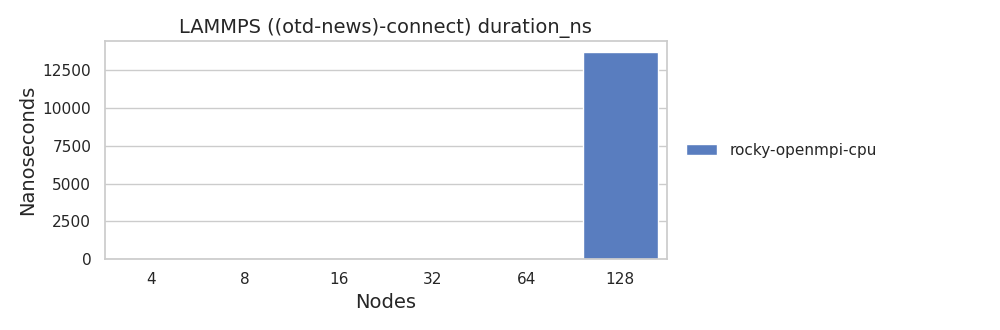 LAMMPS ((otd-news)-connect) duration_ns
Nanoseconds
12500
10000
7500
5000
2500
0
4 8 16 32 64 128
Nodes
rocky-openmpi-cpu